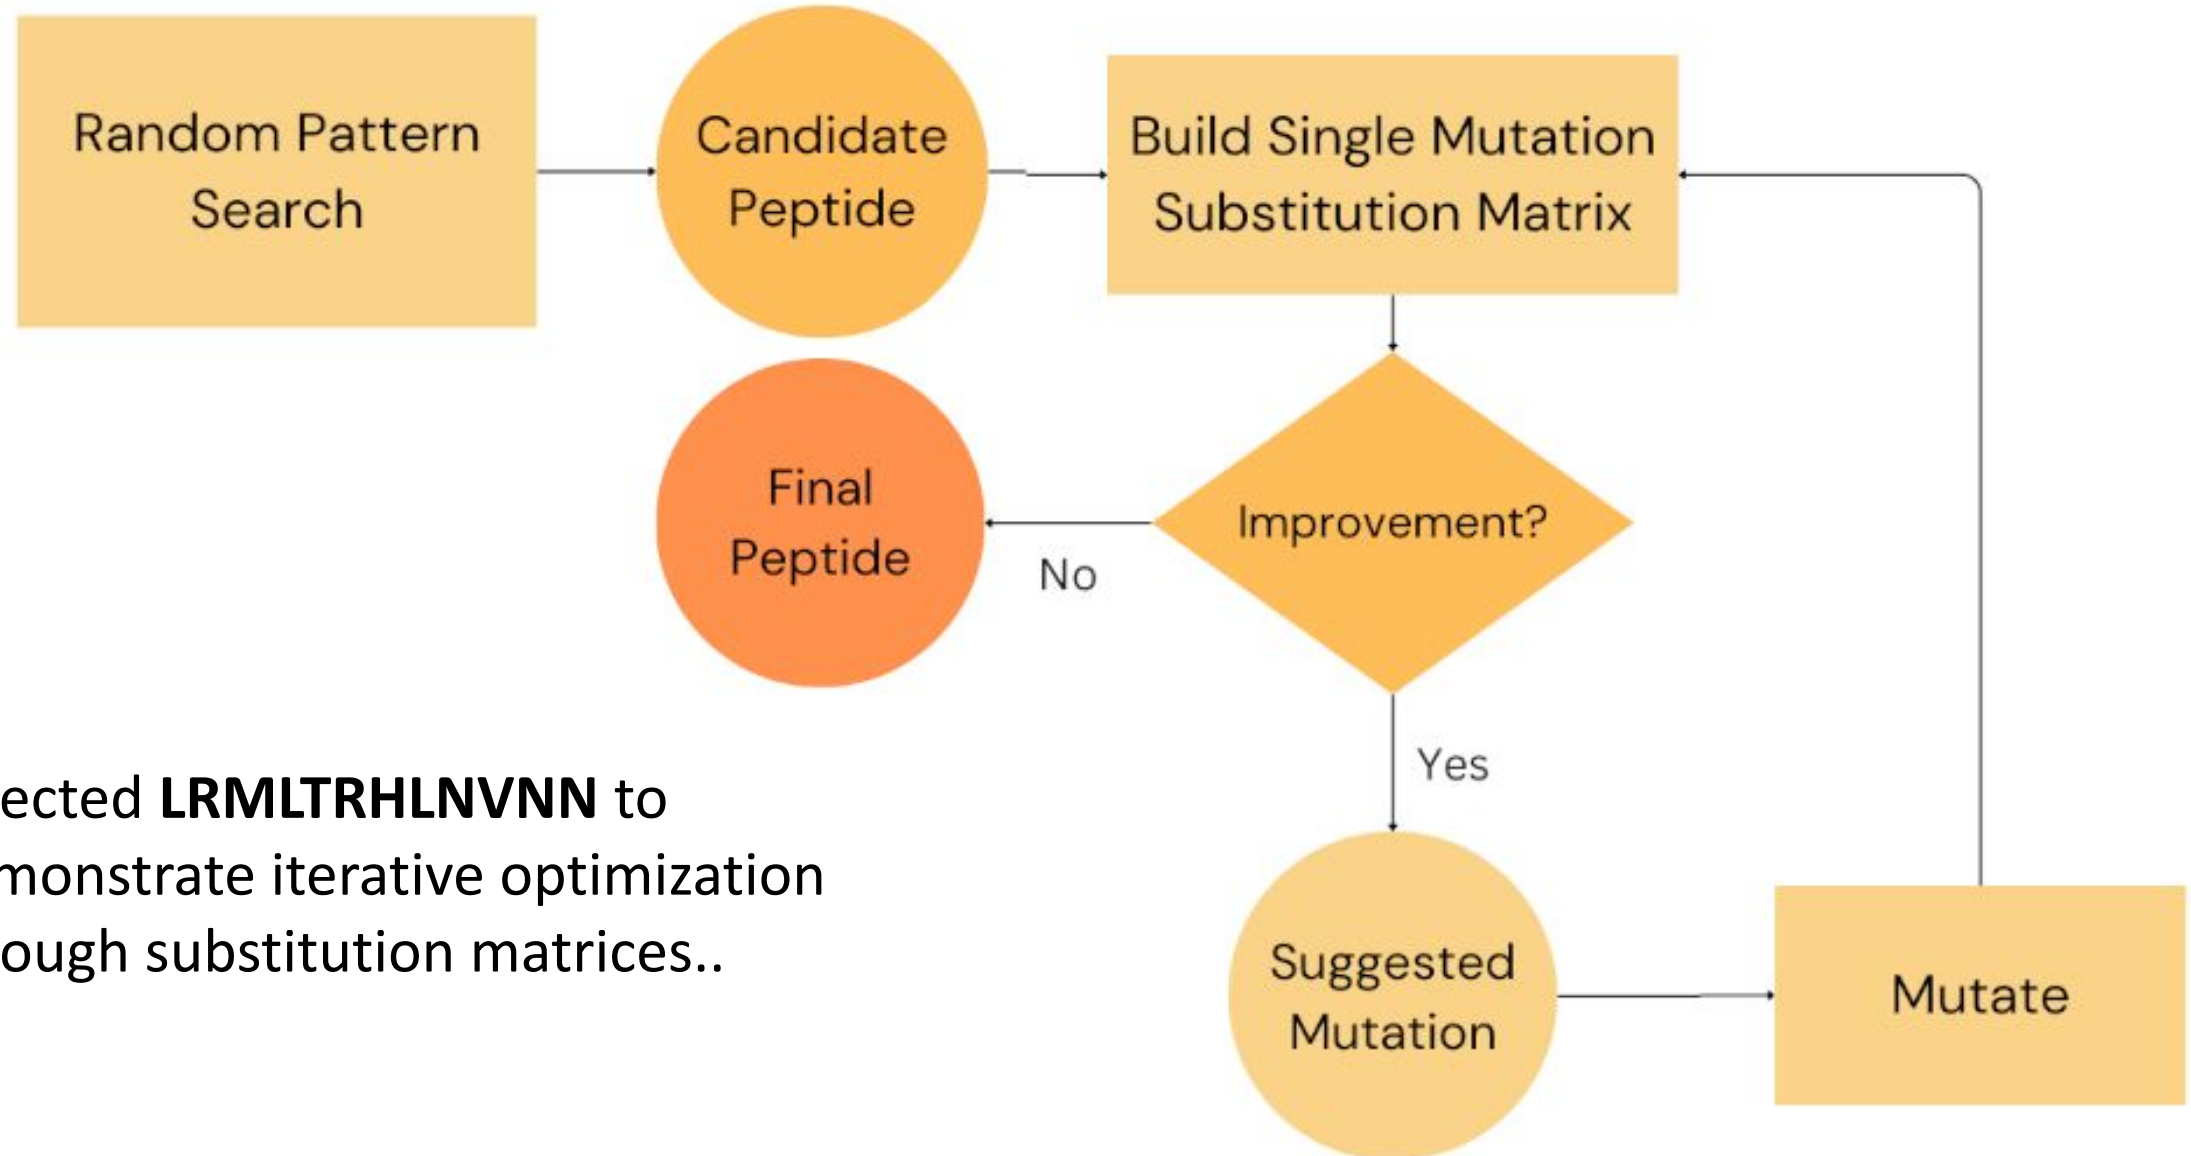 Random Pattern
Search
Candidate
Peptide
Build Single Mutation
Substitution Matrix
Final
Peptide
No
Improvement?
Yes
ected LRMLTRHLNVNN to
monstrate iterative optimization
ough substitution matrices..
Suggested
Mutation
Mutate